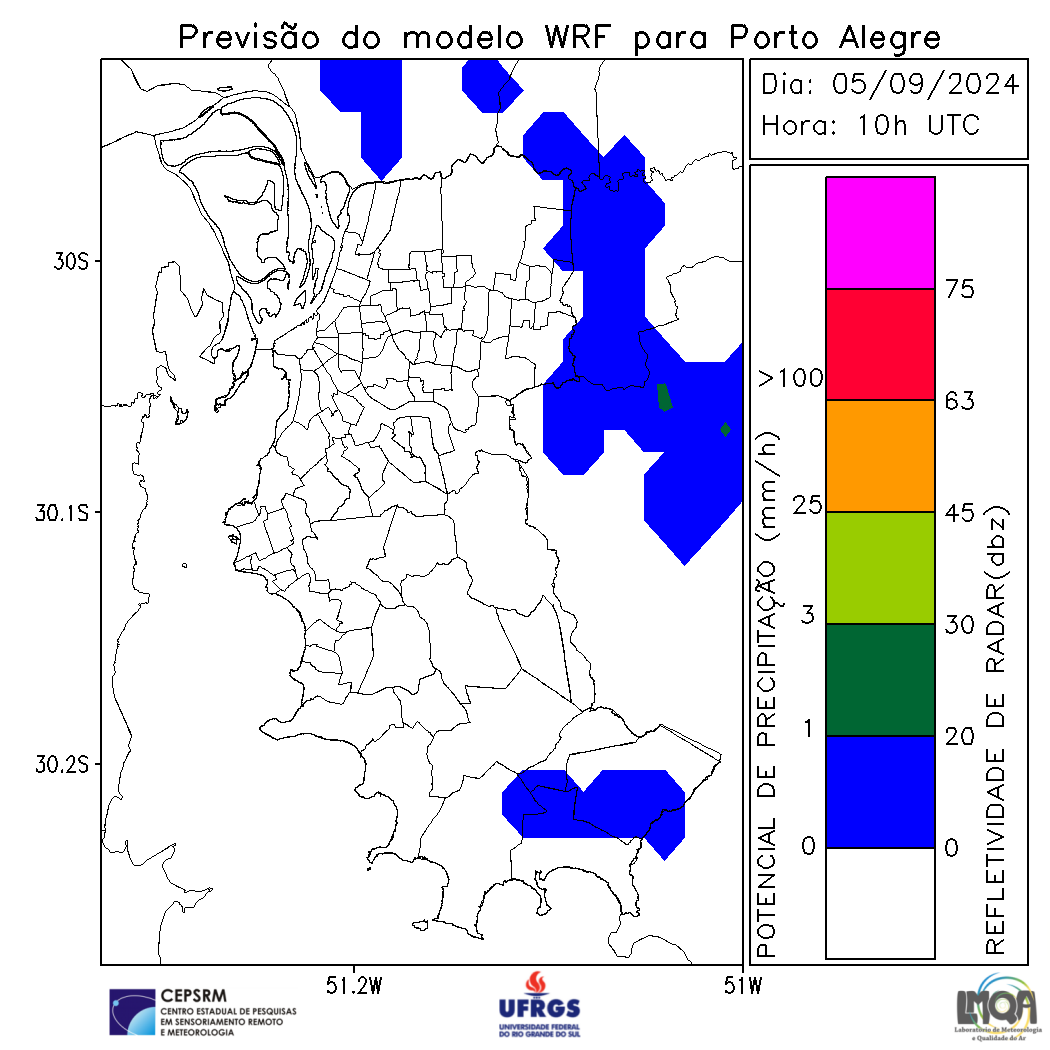 Previsão do modelo WRF para Porto Alegre
Dia: 05/09/2024
Hora: 10h UTC
30S
30.1S
30.2S
51.2W
51W
POTENCIAL DE PRECIPITAÇÃO (mm/h)
>100
25
3
1
0
75
63
45
30
20
0
REFLETIVIDADE DE RADAR(dbz)
CEPSRM
CENTRO ESTADUAL DE PESQUISAS
EM SENSORIAMENTO REMOTO
E METEOROLOGIA
UFRGS
UNIVERSIDADE FEDERAL
DO RIO GRANDE DO SUL
LMQA
Laboratório de Meteorologia
e Qualidade do Ar